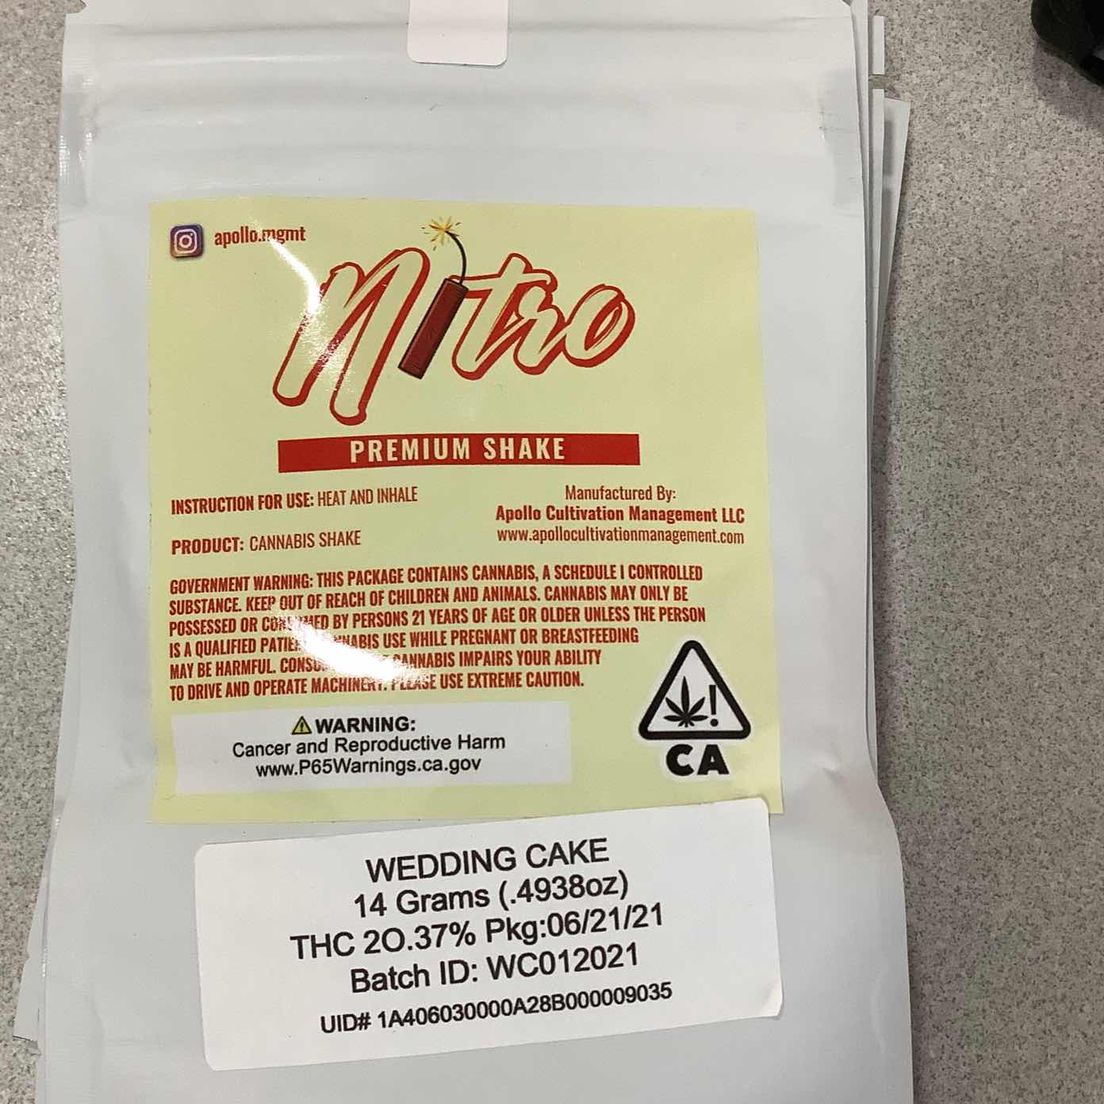 apollo.mgmt
Nitro
PREMIUM SHAKE
INSTRUCTION FOR USE: HEAT AND INHALE
PRODUCT: CANNABIS SHAKE
Manufactured By:
Apollo Cultivation Management LLC
www.apollocultivationmanagement.com
GOVERNMENT WARNING: THIS PACKAGE CONTAINS CANNABIS, A SCHEDULE I CONTROLLED
SUBSTANCE. KEEP OUT OF REACH OF CHILDREN AND ANIMALS. CANNABIS MAY ONLY BE
POSSESSED OR CONSUMED BY PERSONS 21 YEARS OF AGE OR OLDER UNLESS THE PERSON
IS A QUALIFIED USE WHILE PREGNANT OR BREASTFEEDING
MAY BE HARMFUL. CANNABIS IMPAIRS YOUR ABILITY
TO DRIVE AND OPERATE MACHINERY. PLEASE USE EXTREME CAUTION.
WARNING:
Cancer and Reproductive Harm
www.P65Warnings.ca.gov
CA
WEDDING CAKE
14 Grams (.4938oz)
THC 20.37% Pkg:06/21/21
Batch ID: WC012021
UID# 1A406030000A28B000009035